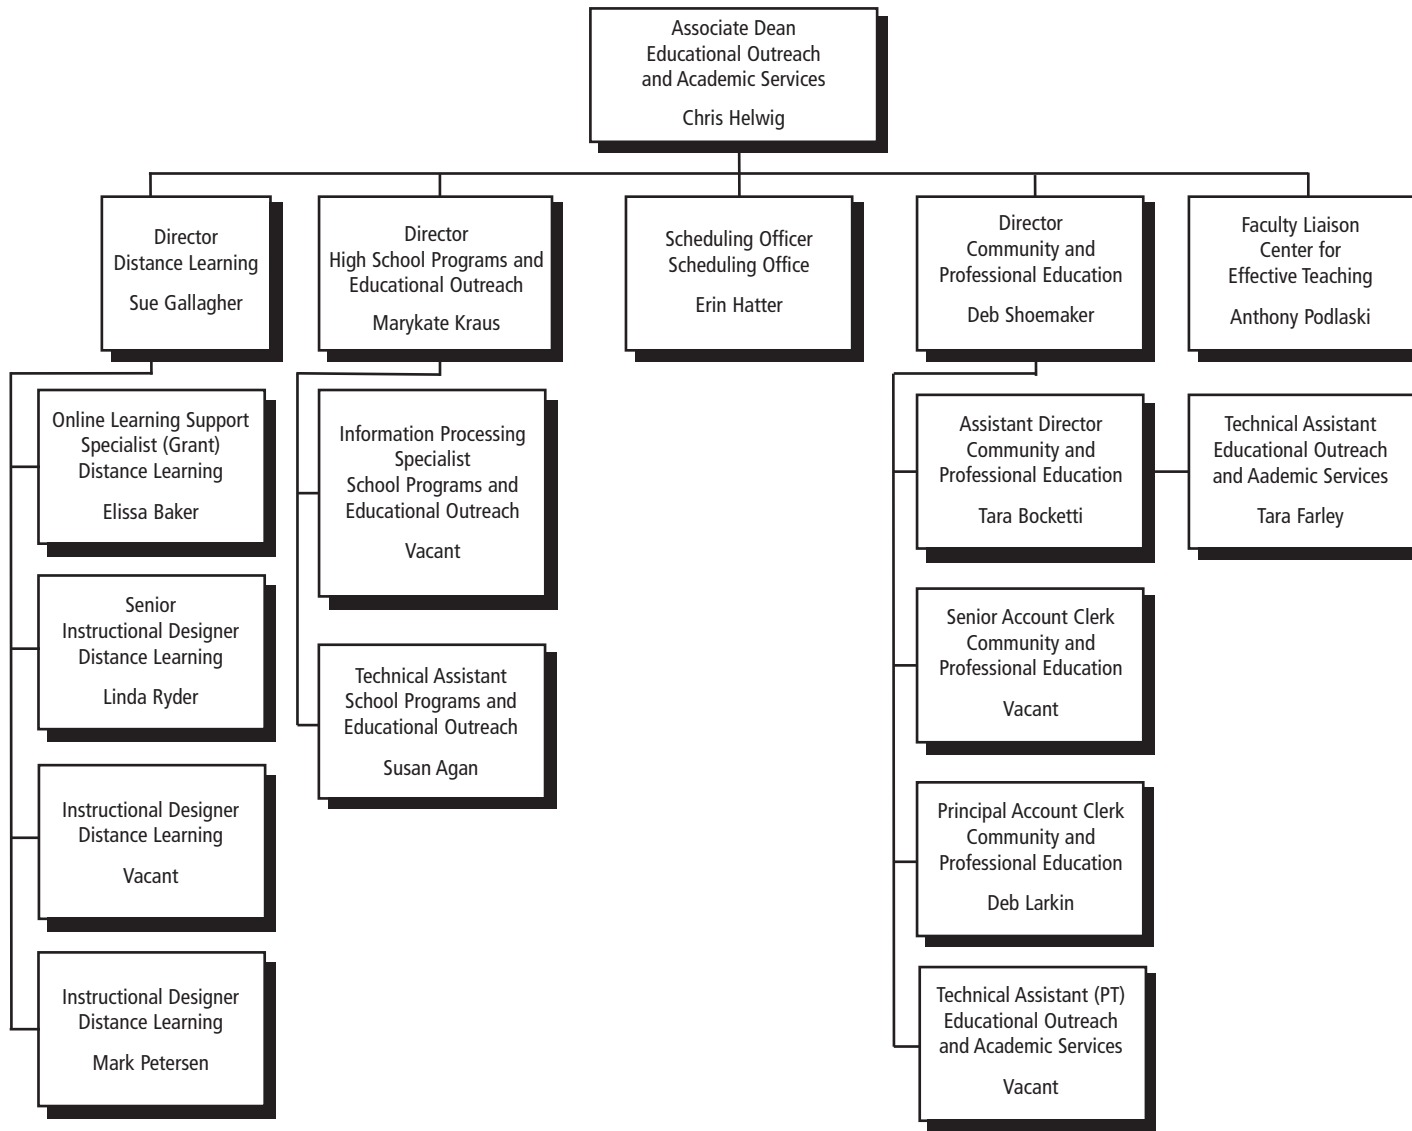 Associate Dean
Educational Outreach
and Academic Services
Chris Helwig
Director
Distance Learning
Sue Gallagher
Director
High School Programs and
Educational Outreach
Marykate Kraus
Scheduling Officer
Scheduling Office
Erin Hatter
Director
Community and
Professional Education
Deb Shoemaker
Faculty Liaison
Center for
Effective Teaching
Anthony Podlaski
Online Learning Support
Specialist (Grant)
Distance Learning
Elissa Baker
Senior
Instructional Designer
Distance Learning
Linda Ryder
Instructional Designer
Distance Learning
Vacant
Instructional Designer
Distance Learning
Mark Petersen
Information Processing
Specialist
School Programs and
Educational Outreach
Vacant
Technical Assistant
School Programs and
Educational Outreach
Susan Agan
Assistant Director
Community and
Professional Education
Tara Bocketti
Technical Assistant
Educational Outreach
and Aademic Services
Tara Farley
Senior Account Clerk
Community and
Professional Education
Vacant
Principal Account Clerk
Community and
Professional Education
Deb Larkin
Technical Assistant (PT)
Educational Outreach
and Academic Services
Vacant